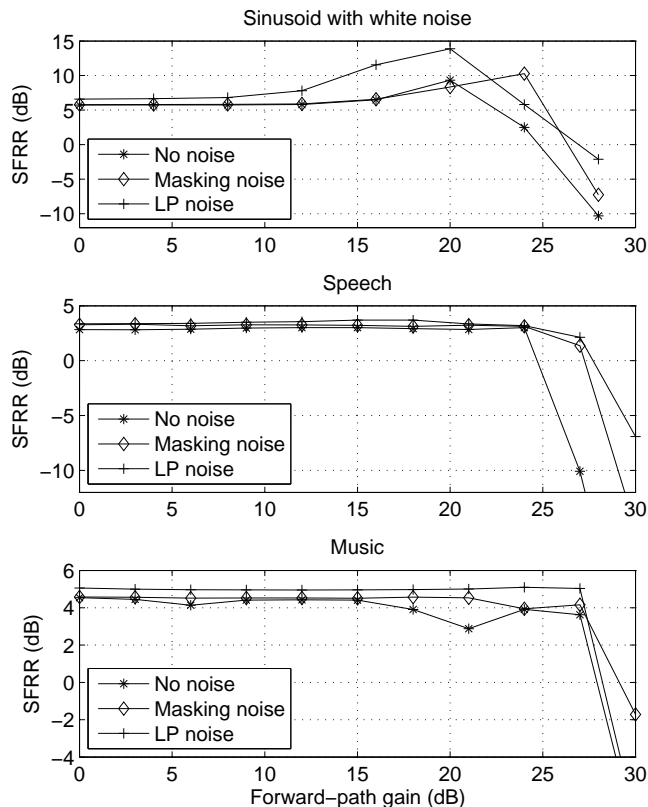 Sinusoid with white noise
15
10
5
0
−5
−10
SFRR (dB)
No noise
Masking noise
LP noise
0 5 10 15 20 25 30
Speech
5
0
−5
−10
SFRR (dB)
No noise
Masking noise
LP noise
0 5 10 15 20 25 30
Music
6
4
2
0
−2
−4
SFRR (dB)
No noise
Masking noise
LP noise
0 5 10 15 20 25 30
Forward−path gain (dB)